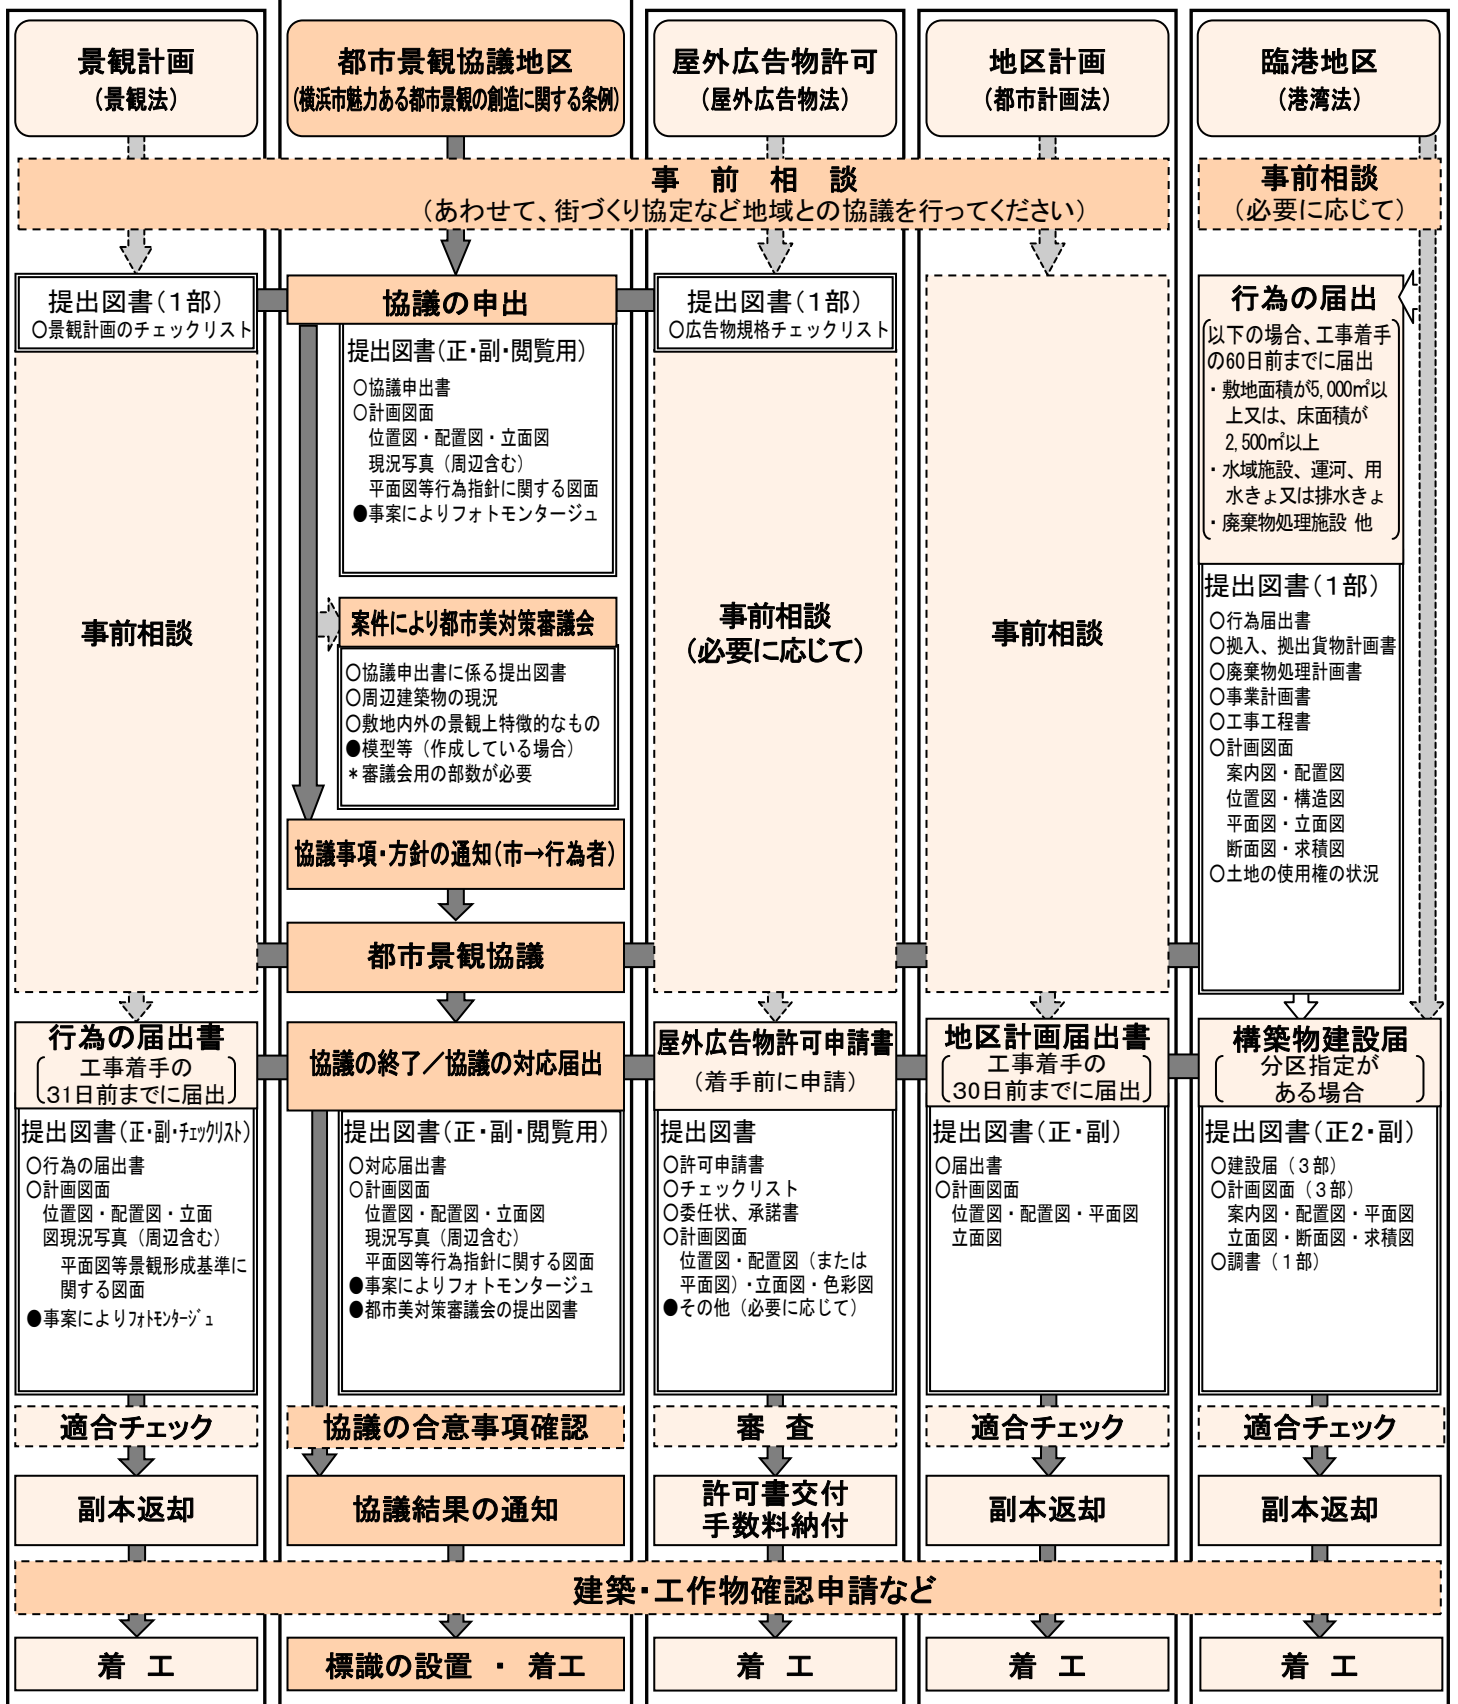 景観計画
(景観法)
都市景観協議地区
(横浜市魅力ある都市景観の創造に関する条例)
屋外広告物許可
(屋外広告物法)
地区計画
(都市計画法)
臨港地区
(港湾法)
事 前 相 談
(あわせて、街づくり協定など地域との協議を行ってください)
事前相談
(必要に応じて)
提出図書(1部)
○景観計画のチェックリスト
事前相談
協議の申出
提出図書(正・副・閲覧用)
○協議申出書
○計画図面
位置図・配置図・立面図
現況写真(周辺含む)
平面図等行為指針に関する図面
●事案によりフォトモンタージュ
案件により都市美対策審議会
○協議申出書に係る提出図書
○周辺建築物の現況
○敷地内外の景観上特徴的なもの
●模型等(作成している場合)
*審議会用の部数が必要
協議事項・方針の通知(市→行為者)
都市景観協議
提出図書(1部)
○広告物規格チェックリスト
事前相談
(必要に応じて)
事前相談
行為の届出
以下の場合、工事着手
の60日前までに届出
・敷地面積が5,000㎡以
上又は、床面積が
2,500㎡以上
・水域施設、運河、用
水きょ又は排水きょ
・廃棄物処理施設 他
提出図書(1部)
○行為届出書
○拠入、拠出貨物計画書
○廃棄物処理計画書
○事業計画書
○工事工程書
○計画図面
案内図・配置図
位置図・構造図
平面図・立面図
断面図・求積図
○土地の使用権の状況
行為の届出書
工事着手の
31日前までに届出
提出図書(正・副・チェックリスト)
○行為の届出書
○計画図面
位置図・配置図・立面
図現況写真(周辺含む)
平面図等景観形成基準に
関する図面
●事案によりフォトモンタージュ
協議の終了/協議の対応届出
提出図書(正・副・閲覧用)
○対応届出書
○計画図面
位置図・配置図・立面図
現況写真(周辺含む)
平面図等行為指針に関する図面
●事案によりフォトモンタージュ
●都市美対策審議会の提出図書
屋外広告物許可申請書
(着手前に申請)
提出図書
○許可申請書
○チェックリスト
○委任状、承諾書
○計画図面
位置図・配置図(または
平面図)・立面図・色彩図
●その他(必要に応じて)
地区計画届出書
工事着手の
30日前までに届出
提出図書(正・副)
○届出書
○計画図面
位置図・配置図・平面図
立面図
構築物建設届
分区指定が
ある場合
提出図書(正2・副)
○建設届(3部)
○計画図面(3部)
案内図・配置図・平面図
立面図・断面図・求積図
○調書(1部)
適合チェック
協議の合意事項確認
審 査
適合チェック
適合チェック
副本返却
協議結果の通知
許可書交付
手数料納付
副本返却
副本返却
建築・工作物確認申請など
着 工
標識の設置 ・ 着工
着 工
着 工
着 工